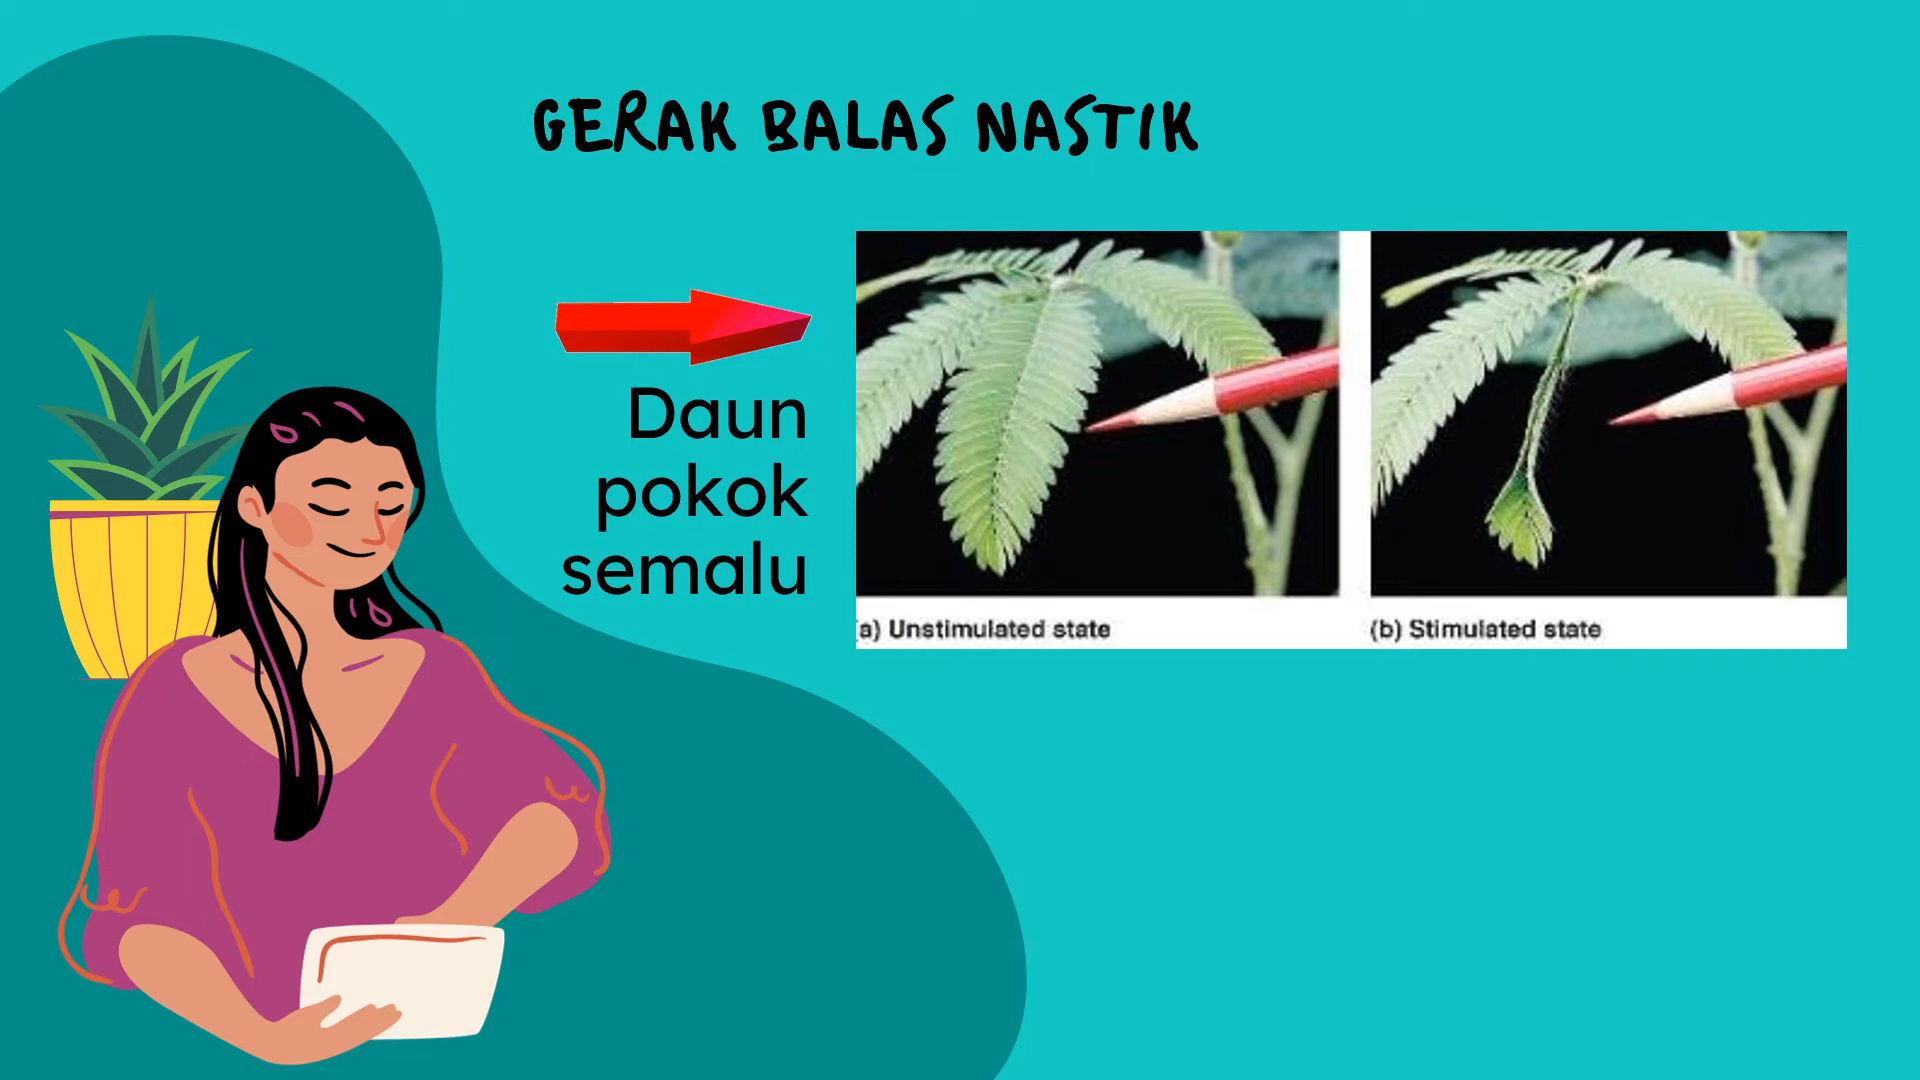 GERAK BALAS NASTIK
Daun
pokok
semalu
a) Unstimulated state
(b) Stimulated state